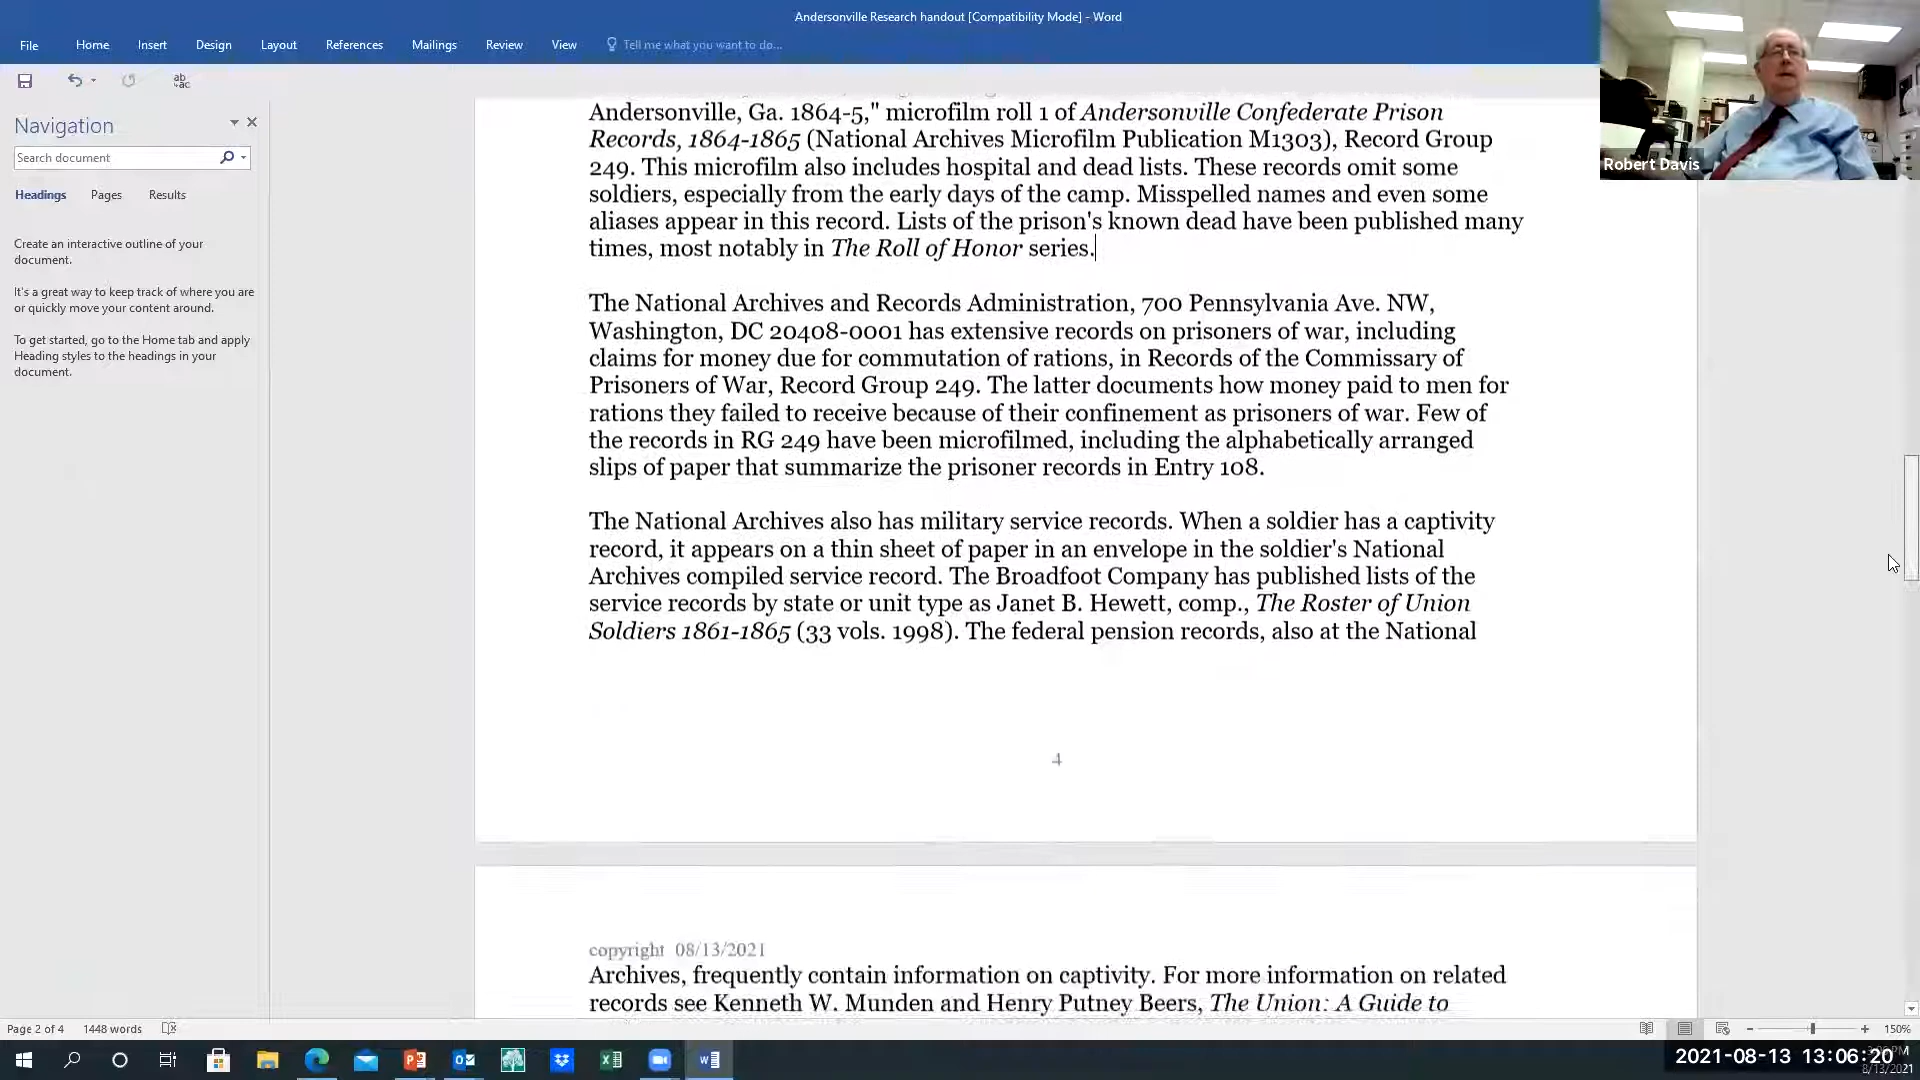 Andersonville Research handout [Compatibility Mode] - Word
File Home Insert Design Layout References Mailings Review View Tell me what you want to do...
Robert Davis
Navigation
Search document
Headings Pages Results
Create an interactive outline of your
document.
It's a great way to keep track of where you are
or quickly move your content around.
To get started, go to the Home tab and apply
Heading styles to the headings in your
document.
Andersonville, Ga. 1864-5," microfilm roll 1 of Andersonville Confederate Prison
Records, 1864-1865 (National Archives Microfilm Publication M1303), Record Group
249. This microfilm also includes hospital and dead lists. These records omit some
soldiers, especially from the early days of the camp. Misspelled names and even some
aliases appear in this record. Lists of the prison's known dead have been published many
times, most notably in The Roll of Honor series.
The National Archives and Records Administration, 700 Pennsylvania Ave. NW,
Washington, DC 20408-0001 has extensive records on prisoners of war, including
claims for money due for commutation of rations, in Records of the Commissary of
Prisoners of War, Record Group 249. The latter documents how money paid to men for
rations they failed to receive because of their confinement as prisoners of war. Few of
the records in RG 249 have been microfilmed, including the alphabetically arranged
slips of paper that summarize the prisoner records in Entry 108.
The National Archives also has military service records. When a soldier has a captivity
record, it appears on a thin sheet of paper in an envelope in the soldier's National
Archives compiled service record. The Broadfoot Company has published lists of the
service records by state or unit type as Janet B. Hewett, comp., The Roster of Union
Soldiers 1861-1865 (33 vols. 1998). The federal pension records, also at the National
4
copyright 08/13/2021
Archives, frequently contain information on captivity. For more information on related
records see Kenneth W. Munden and Henry Putney Beers, The Union: A Guide to
Page 2 of 4 1448 words
150%
2021-08-13 13:06:20
8/13/2021